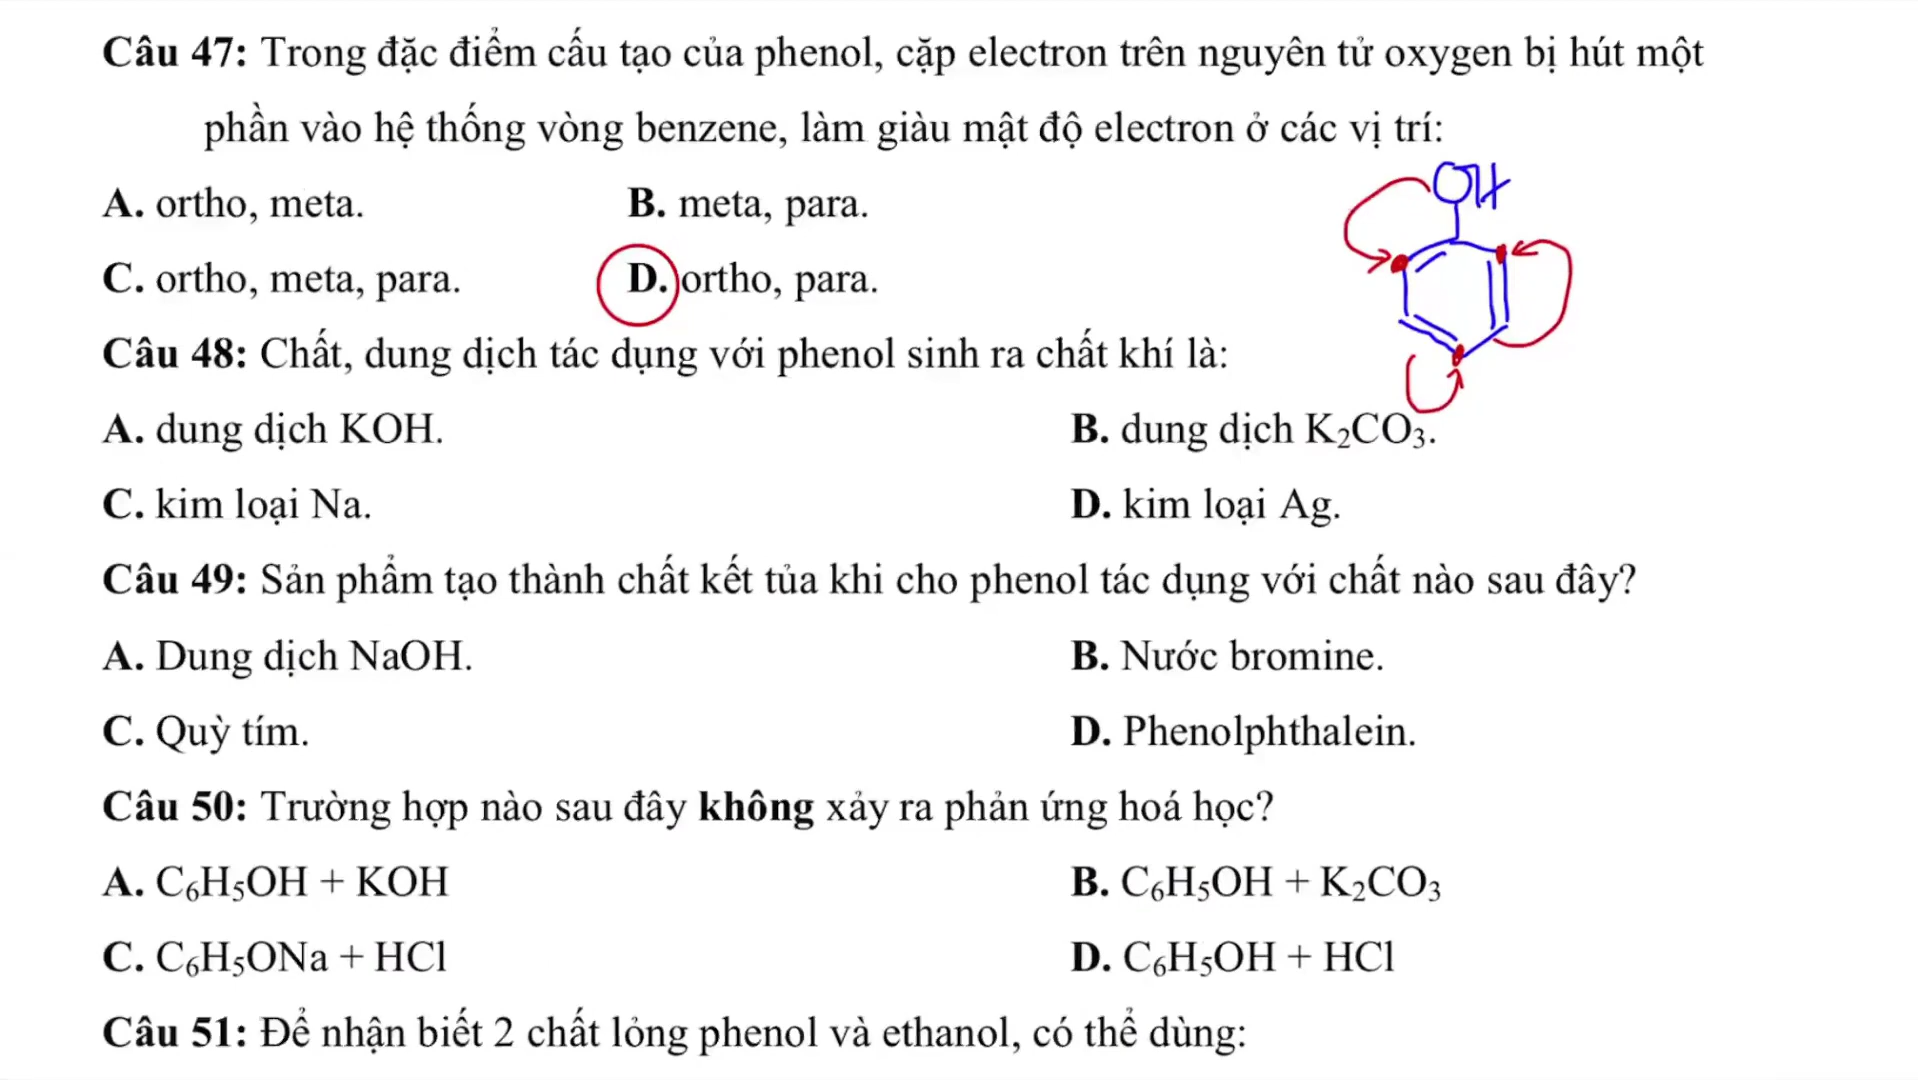 Câu 47: Trong đặc điểm cấu tạo của phenol, cặp electron trên nguyên tử oxygen bị hút một
phần vào hệ thống vòng benzene, làm giàu mật độ electron ở các vị trí:
A. ortho, meta. B. meta, para.
OH
C. ortho, meta, para. D. ortho, para.
Câu 48: Chất, dung dịch tác dụng với phenol sinh ra chất khí là:
A. dung dịch KOH. B. dung dịch K₂CO₃.
C. kim loại Na. D. kim loại Ag.
Câu 49: Sản phẩm tạo thành chất kết tủa khi cho phenol tác dụng với chất nào sau đây?
A. Dung dịch NaOH. B. Nước bromine.
C. Quỳ tím. D. Phenolphthalein.
Câu 50: Trường hợp nào sau đây không xảy ra phản ứng hoá học?
A. C₆H₅OH + KOH B. C₆H₅OH + K₂CO₃
C. C₆H₅ONa + HCl D. C₆H₅OH + HCl
Câu 51: Để nhận biết 2 chất lỏng phenol và ethanol, có thể dùng: